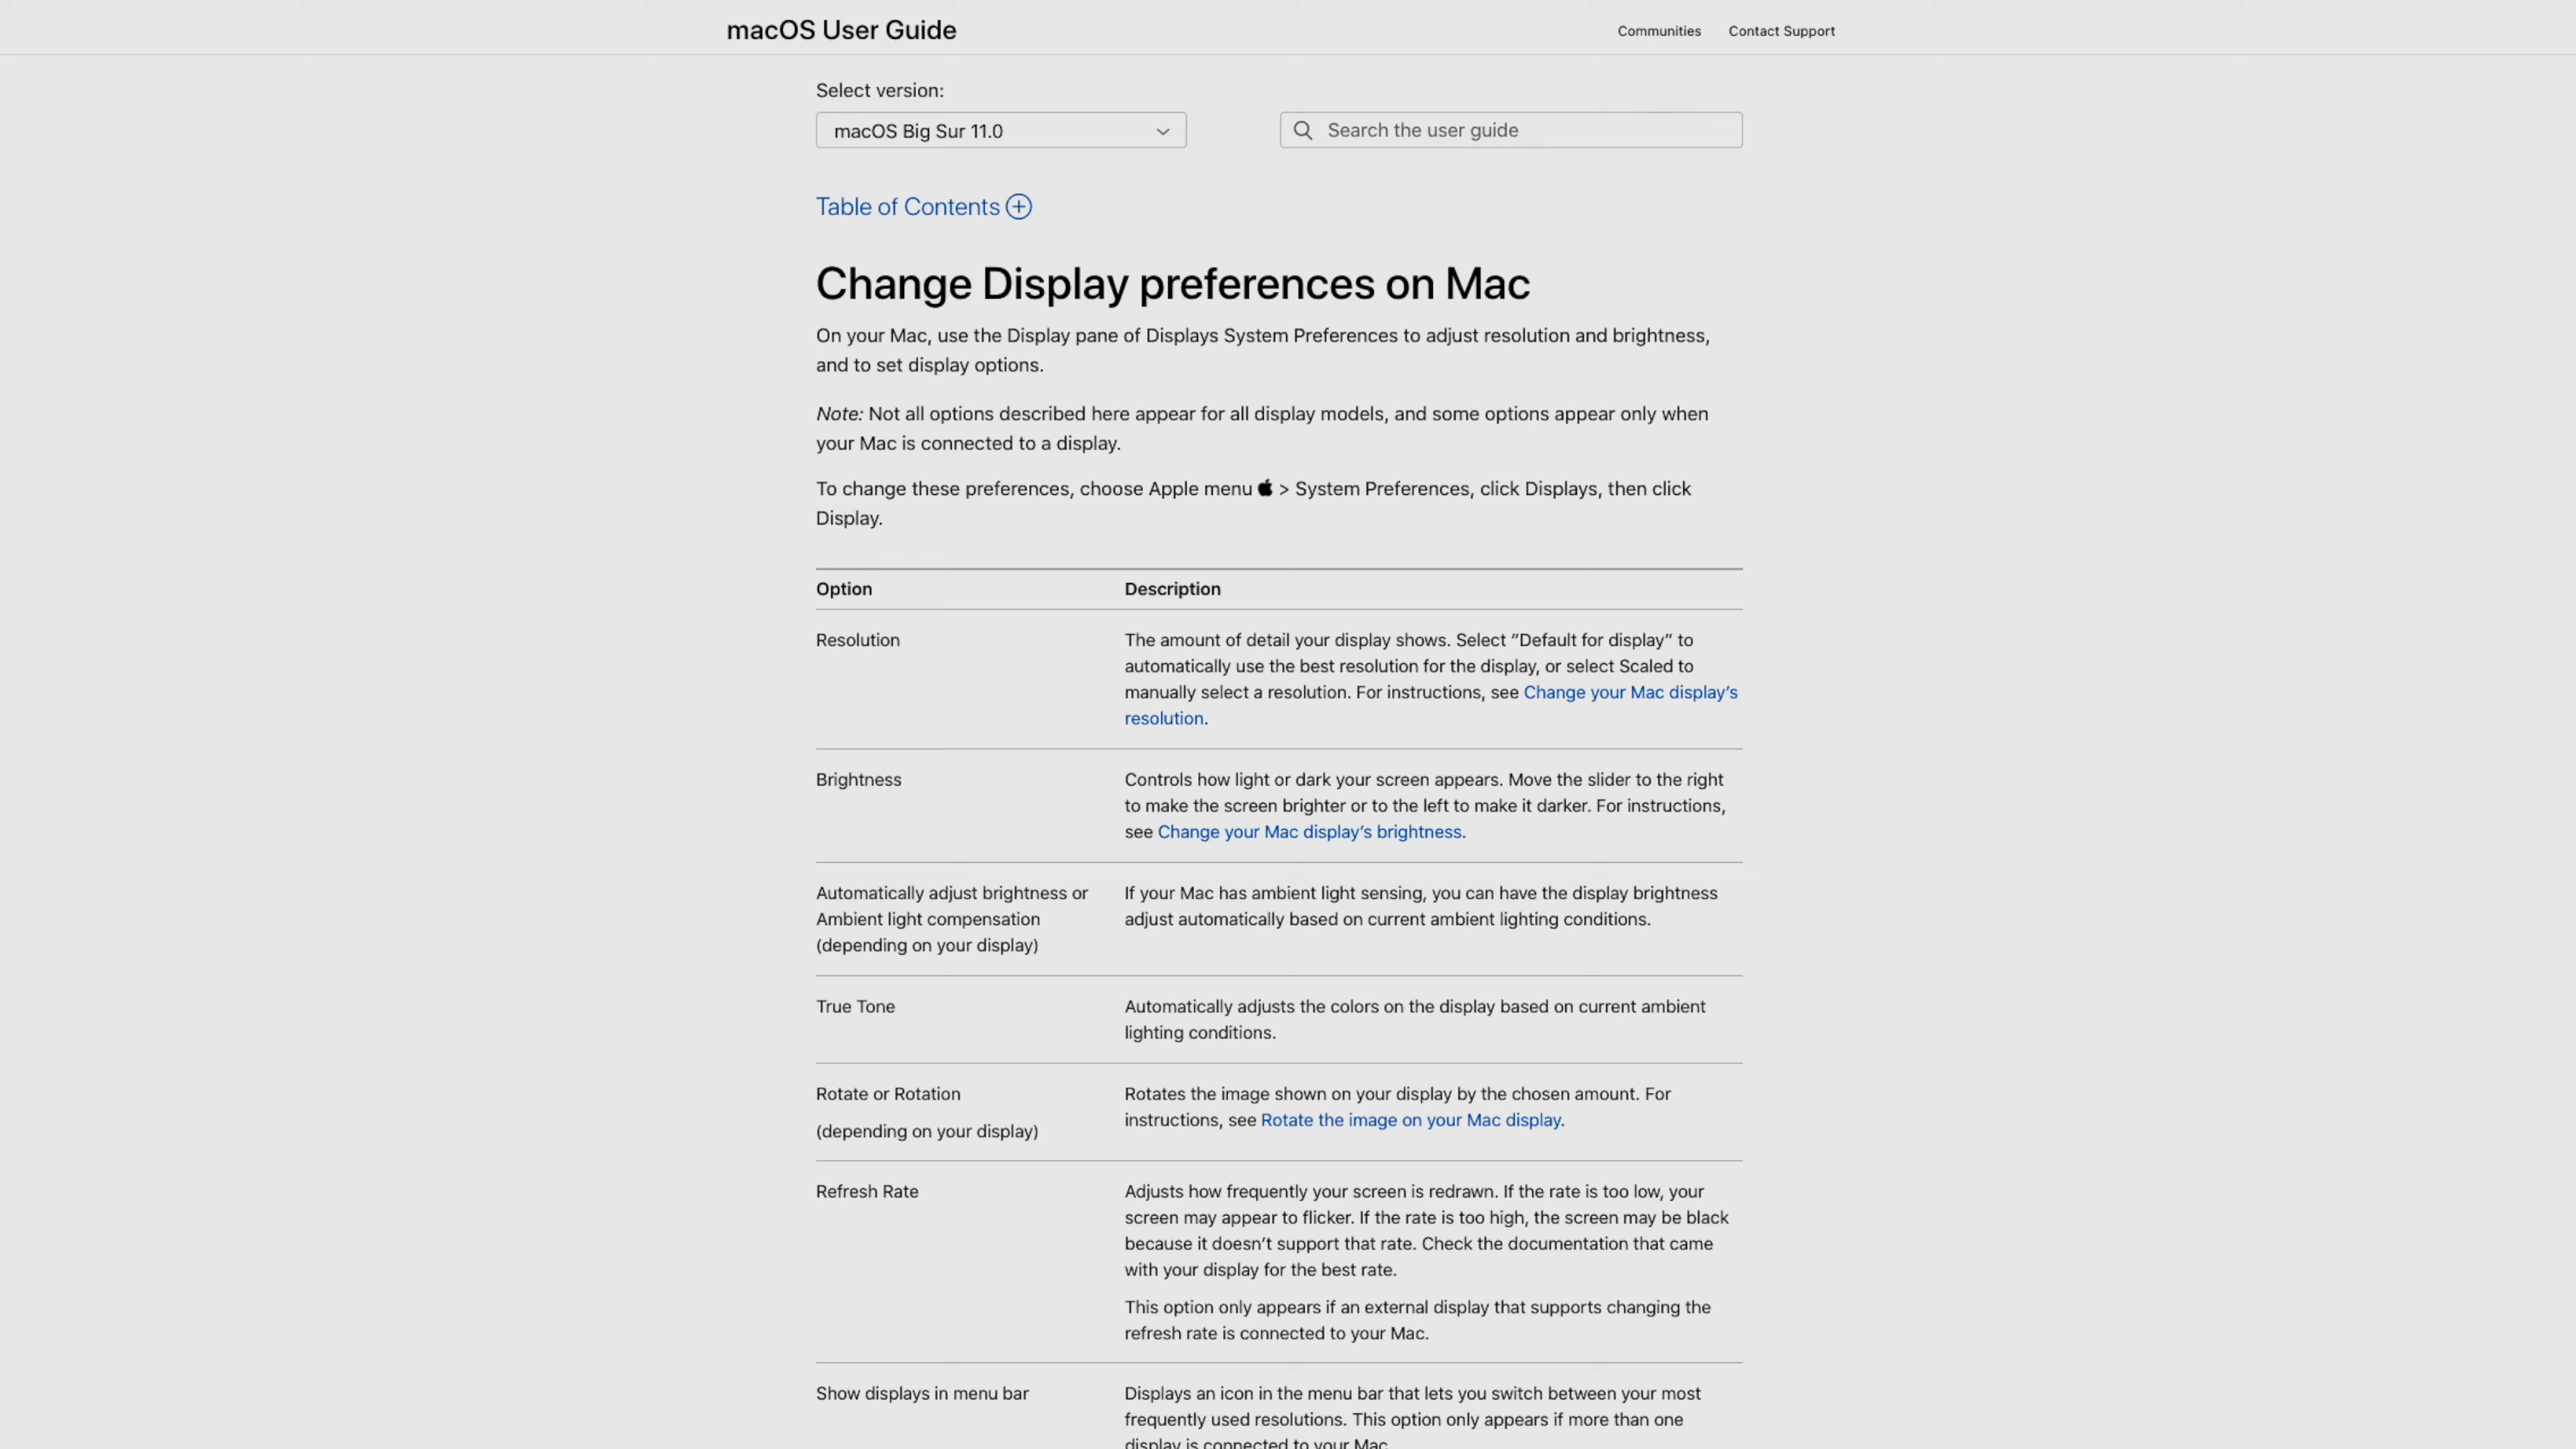 macOS User Guide
Communities
Contact Support
Select version:
macOS Big Sur 11.0
Search the user guide
Table of Contents
Change Display preferences on Mac
On your Mac, use the Display pane of Displays System Preferences to adjust resolution and brightness,
and to set display options.
Note: Not all options described here appear for all display models, and some options appear only when
your Mac is connected to a display.
To change these preferences, choose Apple menu  > System Preferences, click Displays, then click
Display.
Option
Description
Resolution
The amount of detail your display shows. Select “Default for display” to
automatically use the best resolution for the display, or select Scaled to
manually select a resolution. For instructions, see Change your Mac display’s
resolution.
Brightness
Controls how light or dark your screen appears. Move the slider to the right
to make the screen brighter or to the left to make it darker. For instructions,
see Change your Mac display’s brightness.
Automatically adjust brightness or
Ambient light compensation
(depending on your display)
If your Mac has ambient light sensing, you can have the display brightness
adjust automatically based on current ambient lighting conditions.
True Tone
Automatically adjusts the colors on the display based on current ambient
lighting conditions.
Rotate or Rotation
(depending on your display)
Rotates the image shown on your display by the chosen amount. For
instructions, see Rotate the image on your Mac display.
Refresh Rate
Adjusts how frequently your screen is redrawn. If the rate is too low, your
screen may appear to flicker. If the rate is too high, the screen may be black
because it doesn’t support that rate. Check the documentation that came
with your display for the best rate.
This option only appears if an external display that supports changing the
refresh rate is connected to your Mac.
Show displays in menu bar
Displays an icon in the menu bar that lets you switch between your most
frequently used resolutions. This option only appears if more than one
display is connected to your Mac.